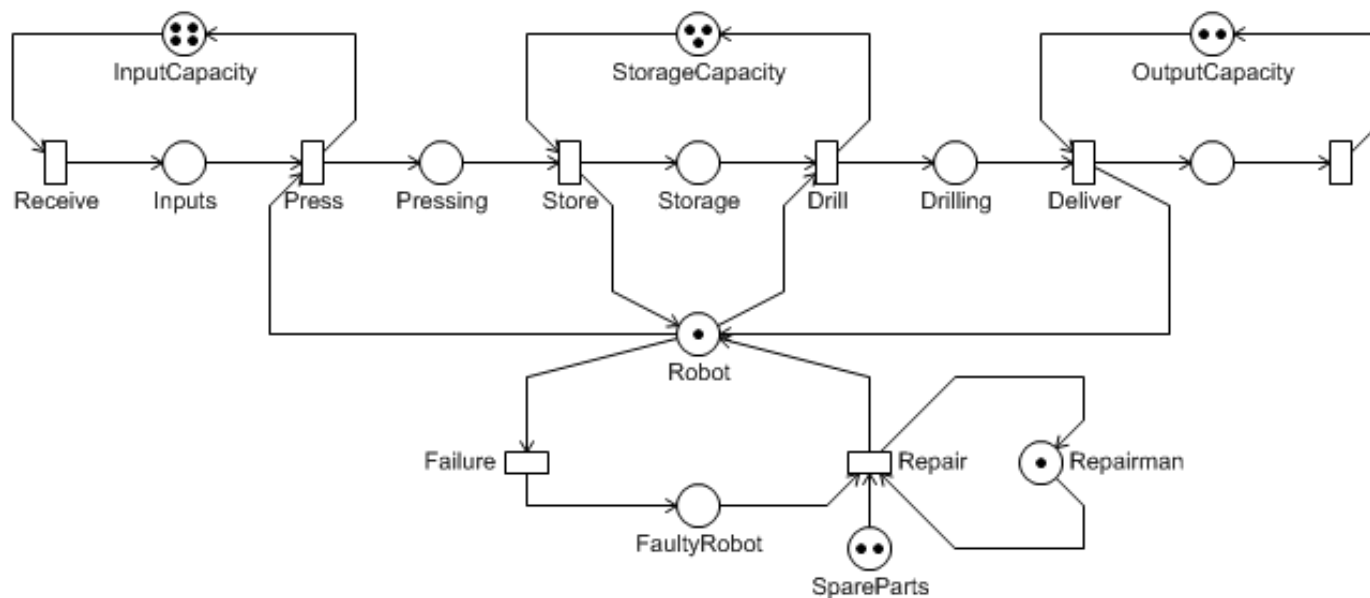 InputCapacity
StorageCapacity
OutputCapacity
Receive
Inputs
Press
Pressing
Store
Storage
Drill
Drilling
Deliver
Robot
Failure
Repair
Repairman
FaultyRobot
SpareParts